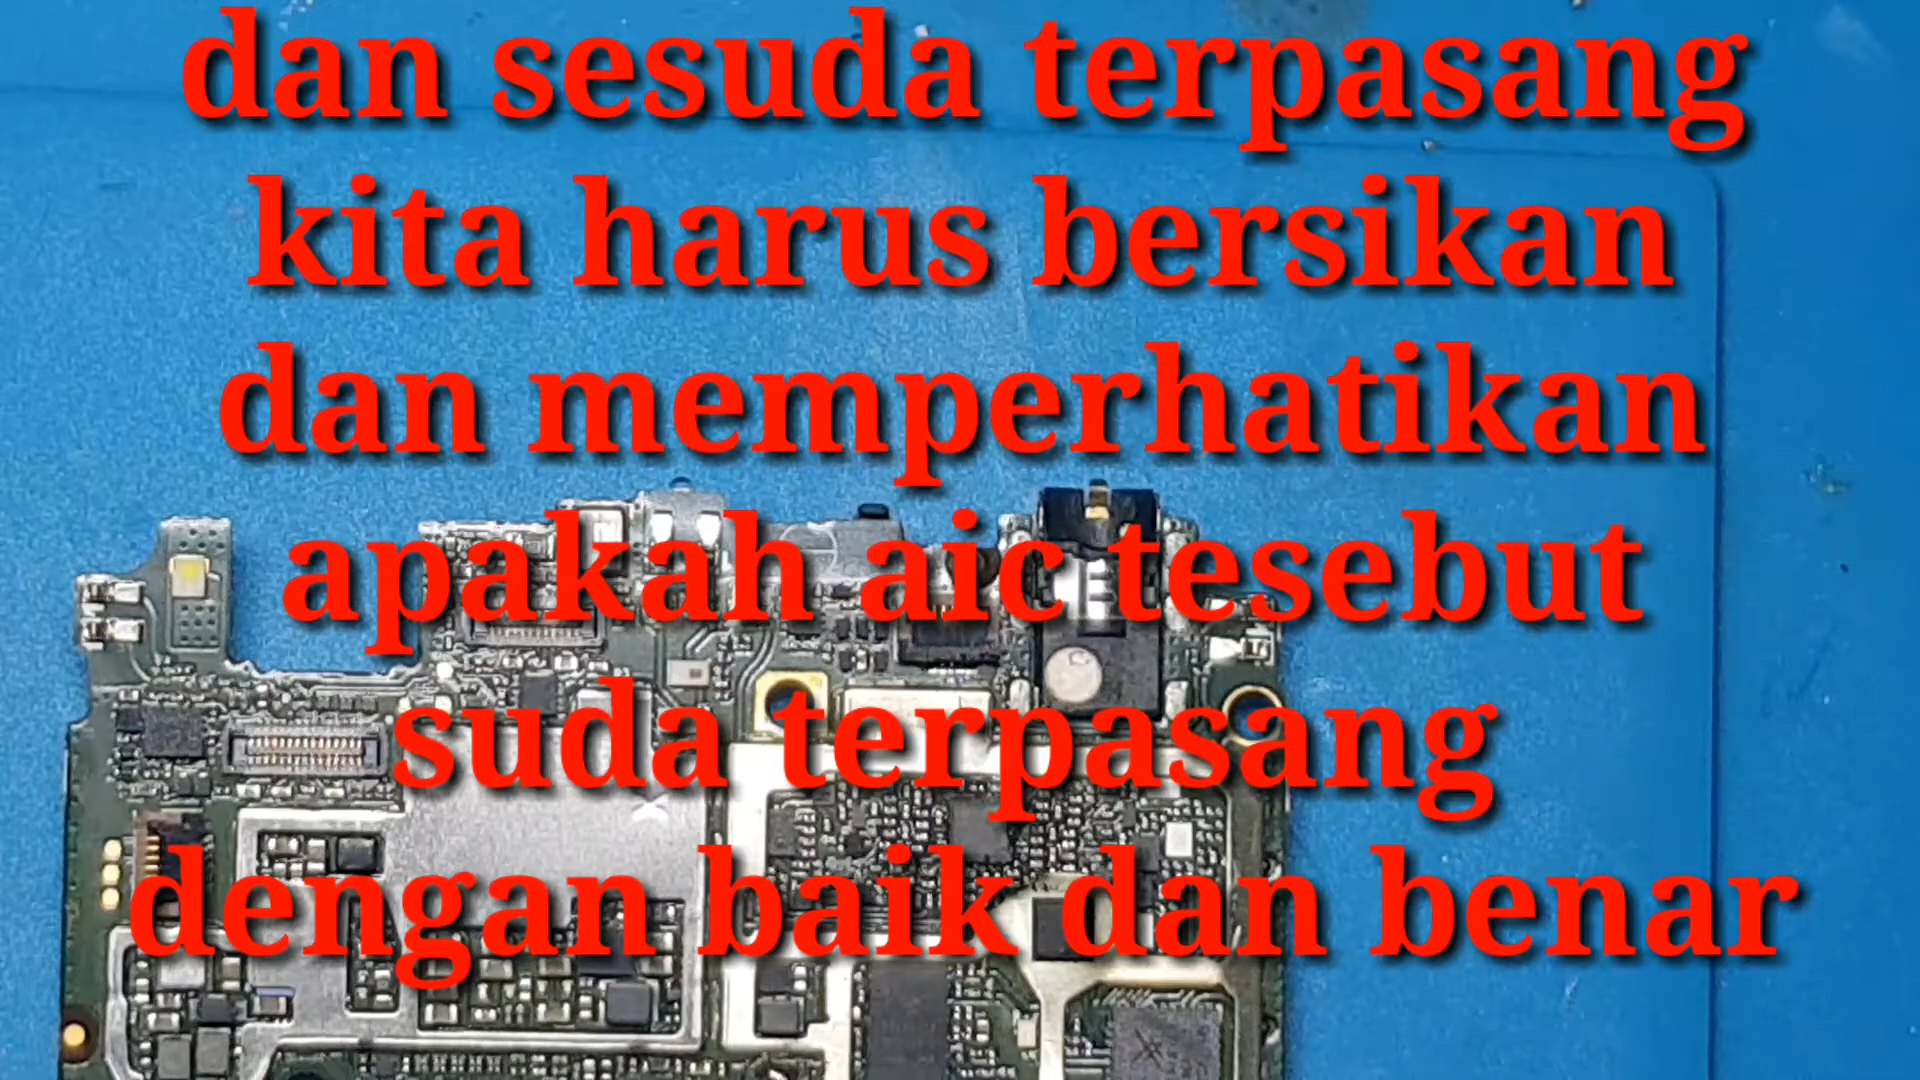 dan sesuda terpasang
kita harus bersikan
dan memperhatikan
apakah aic tesebut
suda terpasang
dengan baik dan benar